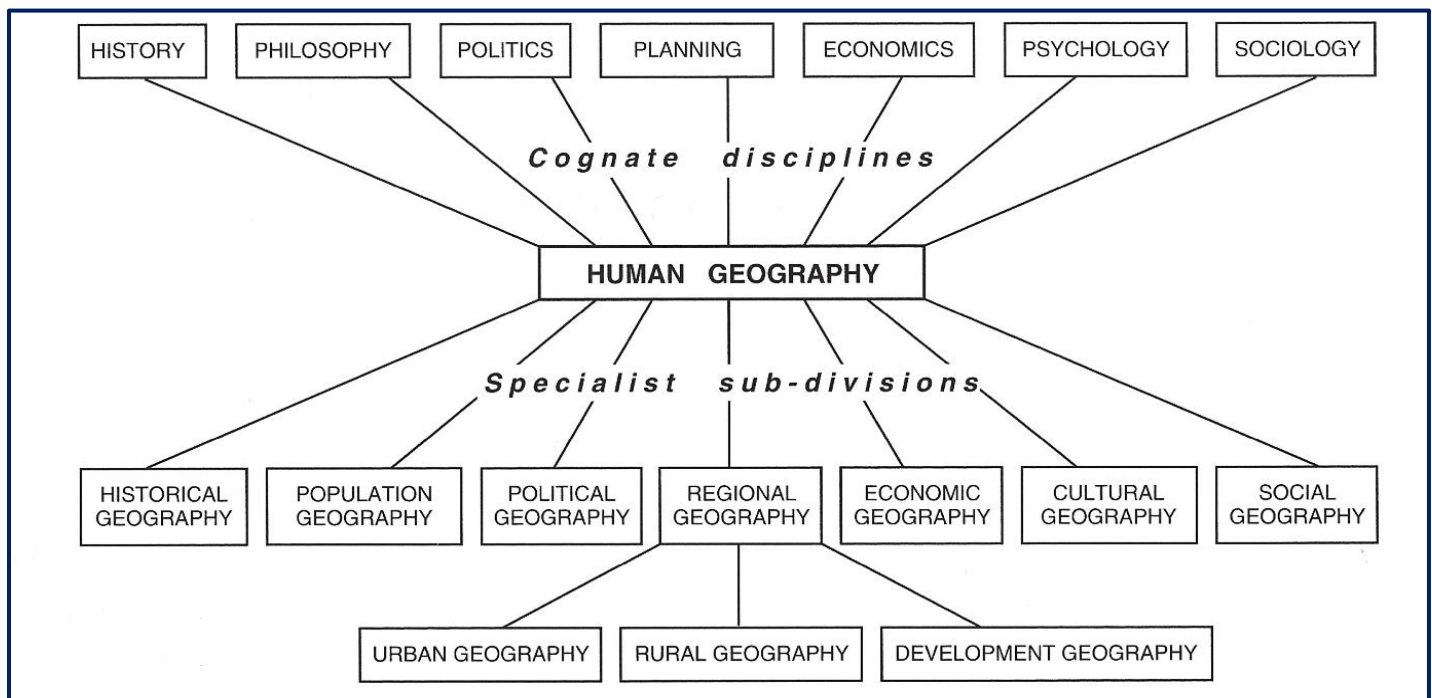 HISTORY
PHILOSOPHY
POLITICS
PLANNING
ECONOMICS
PSYCHOLOGY
SOCIOLOGY
Cognate disciplines
HUMAN GEOGRAPHY
Specialist sub-divisions
HISTORICAL
GEOGRAPHY
POPULATION
GEOGRAPHY
POLITICAL
GEOGRAPHY
REGIONAL
GEOGRAPHY
ECONOMIC
GEOGRAPHY
CULTURAL
GEOGRAPHY
SOCIAL
GEOGRAPHY
URBAN GEOGRAPHY
RURAL GEOGRAPHY
DEVELOPMENT GEOGRAPHY